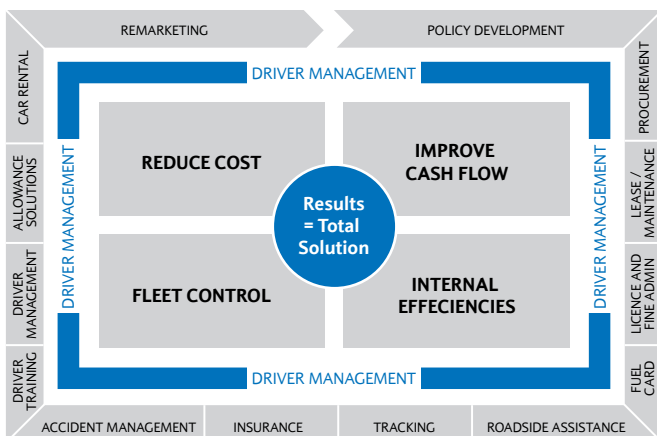 REMARKETING
POLICY DEVELOPMENT
CAR RENTAL
ALLOWANCE
SOLUTIONS
DRIVER
MANAGEMENT
DRIVER
TRAINING
DRIVER MANAGEMENT
DRIVER MANAGEMENT
REDUCE COST
IMPROVE
CASH FLOW
Results
= Total
Solution
FLEET CONTROL
INTERNAL
EFFECIENCIES
DRIVER MANAGEMENT
DRIVER MANAGEMENT
PROCUREMENT
LEASE /
MAINTENANCE
LICENCE AND
FINE ADMIN
FUEL
CARD
ACCIDENT MANAGEMENT
INSURANCE
TRACKING
ROADSIDE ASSISTANCE